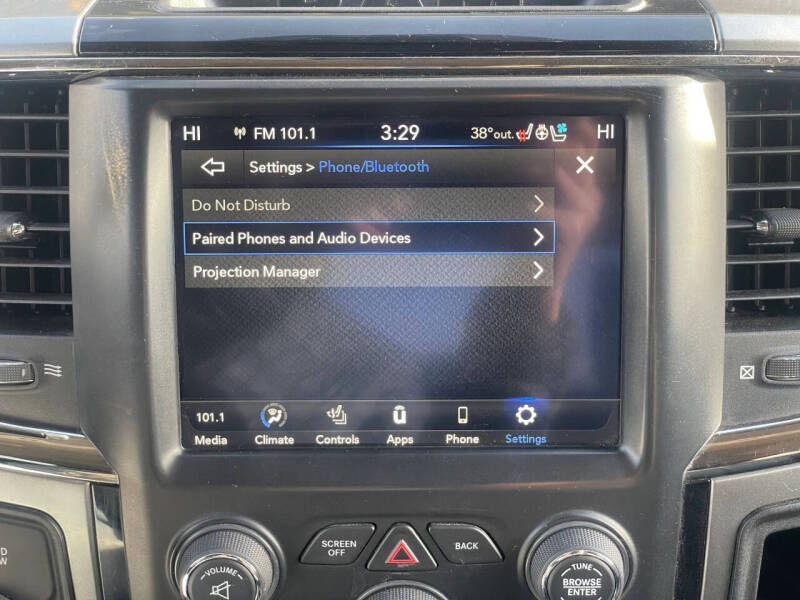 HI FM 101.1 3:29 38°out. HI
Settings > Phone/Bluetooth
Do Not Disturb
Paired Phones and Audio Devices
Projection Manager
101.1
Media Climate Controls Apps Phone Settings
SCREEN OFF
BACK
VOLUME
TUNE
BROWSE
ENTER